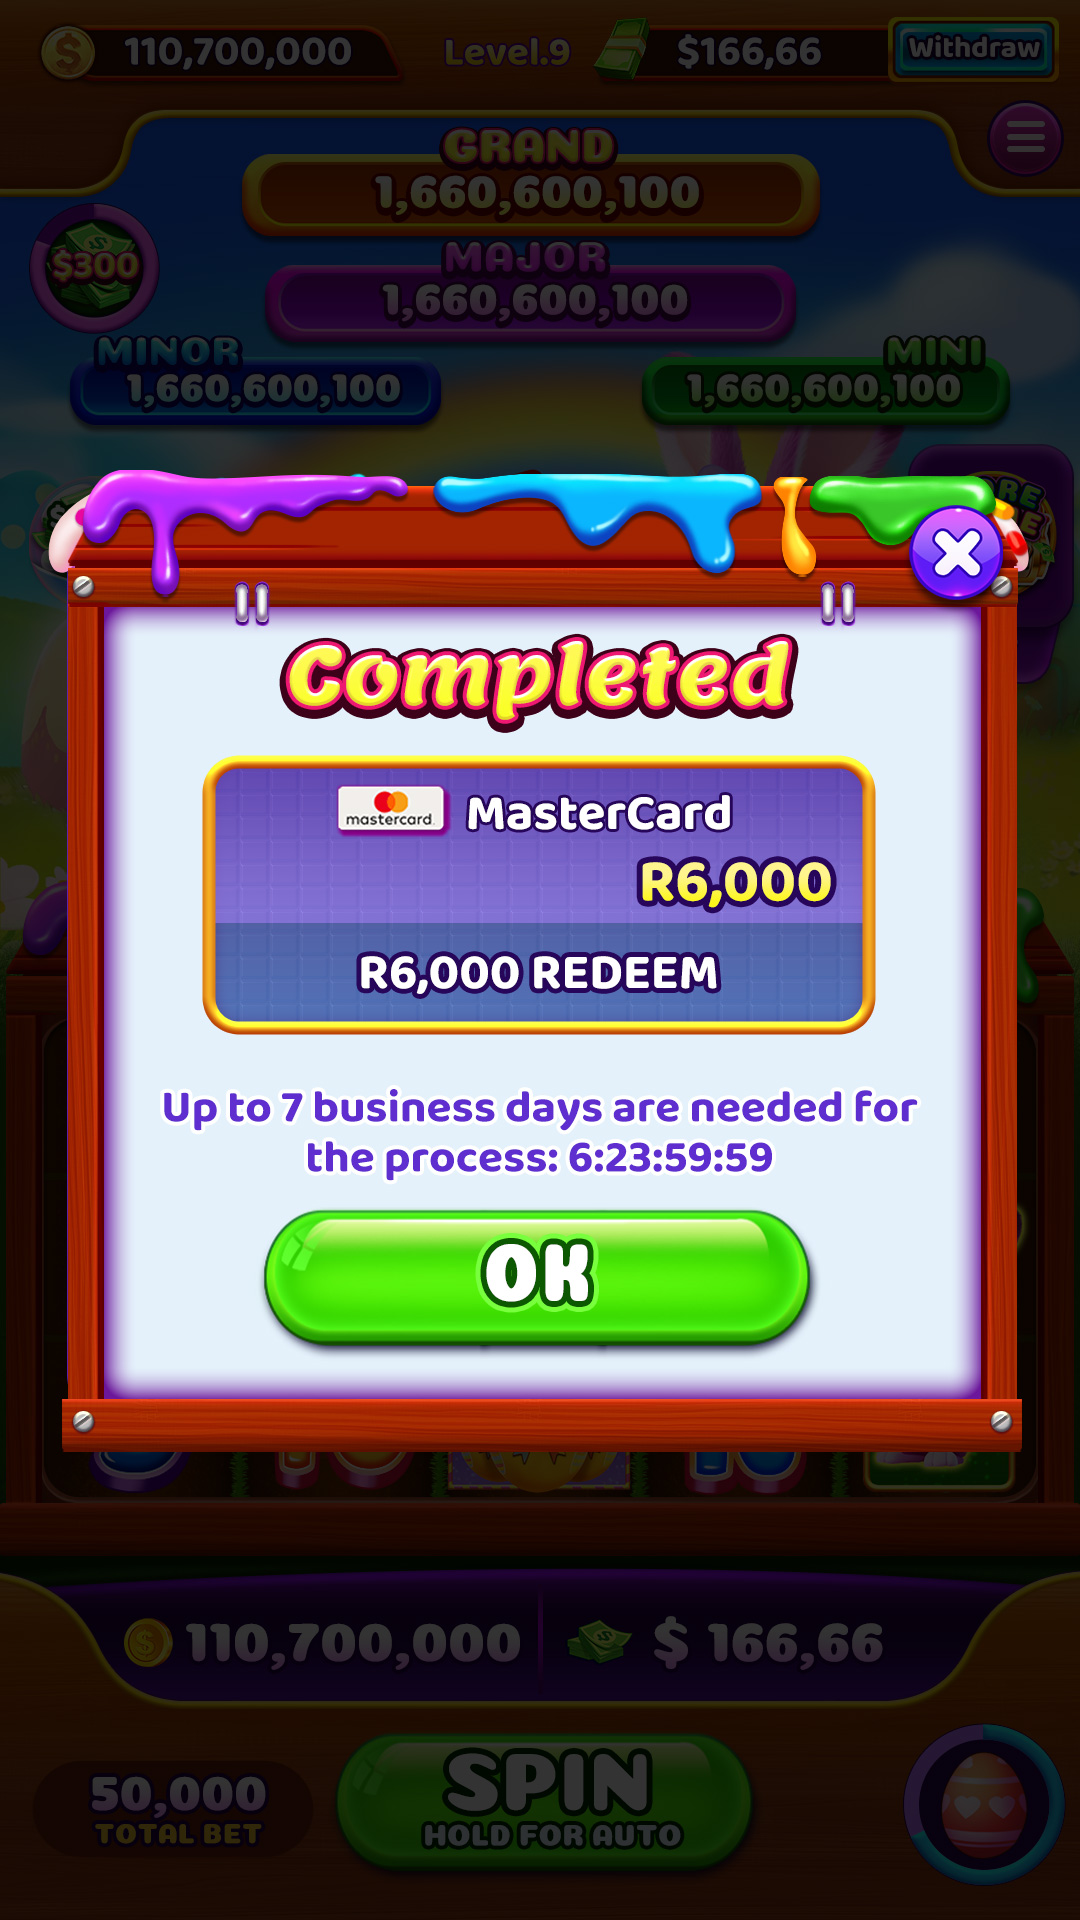 110,700,000 Level.9 $166,66 Withdraw
GRAND
1,660,600,100
$300
MAJOR
1,660,600,100
MINOR
1,660,600,100
MINI
1,660,600,100
Completed
mastercard. MasterCard
R6,000
R6,000 REDEEM
Up to 7 business days are needed for
the process: 6:23:59:59
OK
110,700,000 $ 166,66
50,000
TOTAL BET
SPIN
HOLD FOR AUTO